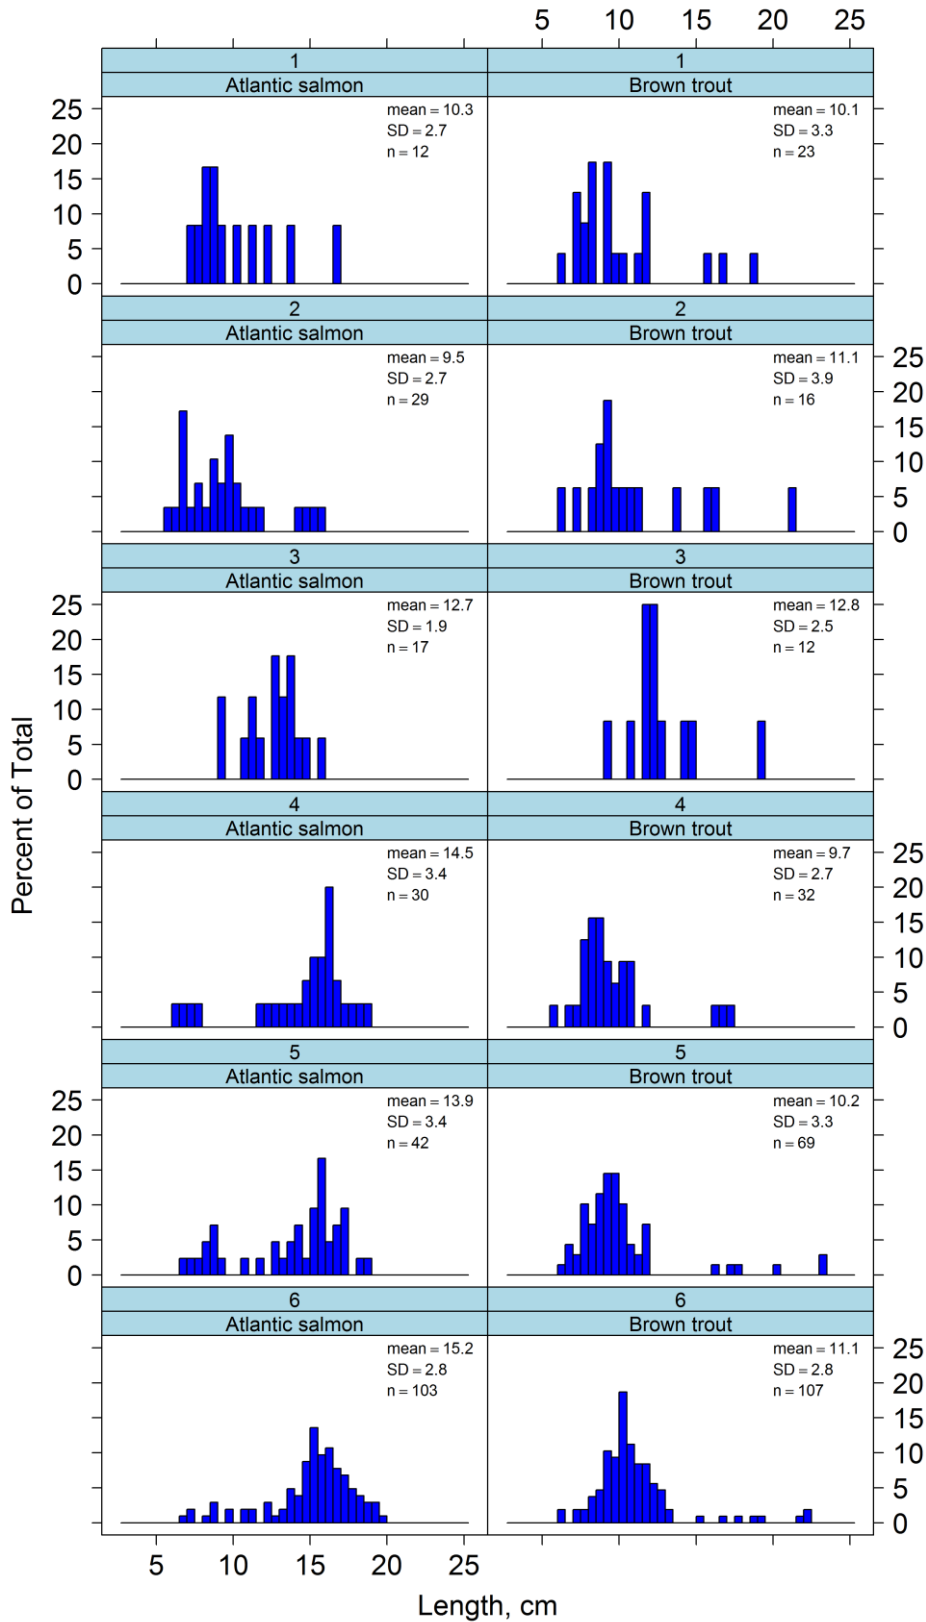 5 10 15 20 25
1 1
Atlantic salmon Brown trout
25 mean = 10.3 mean = 10.1
20 SD = 2.7 SD = 3.3
15 n = 12 n = 23
10
5
0
2 2
Atlantic salmon Brown trout
mean = 9.5 mean = 11.1 25
SD = 2.7 SD = 3.9 20
n = 29 n = 16 15
10
5
0
3 3
Atlantic salmon Brown trout
25 mean = 12.7 mean = 12.8
20 SD = 1.9 SD = 2.5
15 n = 17 n = 12
10
5
0
Percent of Total
4 4
Atlantic salmon Brown trout
mean = 14.5 mean = 9.7 25
SD = 3.4 SD = 2.7 20
n = 30 n = 32 15
10
5
0
5 5
Atlantic salmon Brown trout
25 mean = 13.9 mean = 10.2
20 SD = 3.4 SD = 3.3
15 n = 42 n = 69
10
5
0
6 6
Atlantic salmon Brown trout
mean = 15.2 mean = 11.1 25
SD = 2.8 SD = 2.8 20
n = 103 n = 107 15
10
5
0
5 10 15 20 25
Length, cm